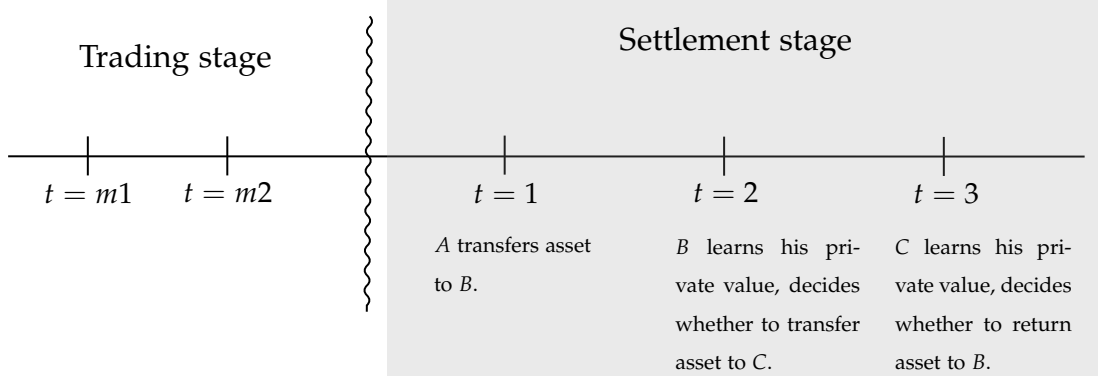 Trading stage
Settlement stage
t = m1
t = m2
t = 1
t = 2
t = 3
A transfers asset
to B.
B learns his pri-
vate value, decides
whether to transfer
asset to C.
C learns his pri-
vate value, decides
whether to return
asset to B.